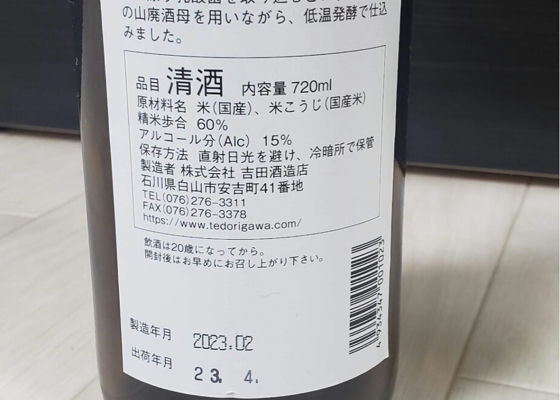 の山廃酒母を用いながら、低温発酵で仕込
みました。
品目 清酒 内容量 720ml
原材料名 米(国産)、米こうじ(国産米)
精米歩合 60%
アルコール分(Alc) 15%
保存方法 直射日光を避け、冷暗所で保管
製造者 株式会社 吉田酒造店
石川県白山市安吉町41番地
TEL(076)276-3311
FAX(076)276-3378
https://www.tedorigawa.com/
飲酒は20歳になってから。
開封後はお早めにお召し上がり下さい。
製造年月 2023.02
出荷年月 23. 4.
4 934347 001023